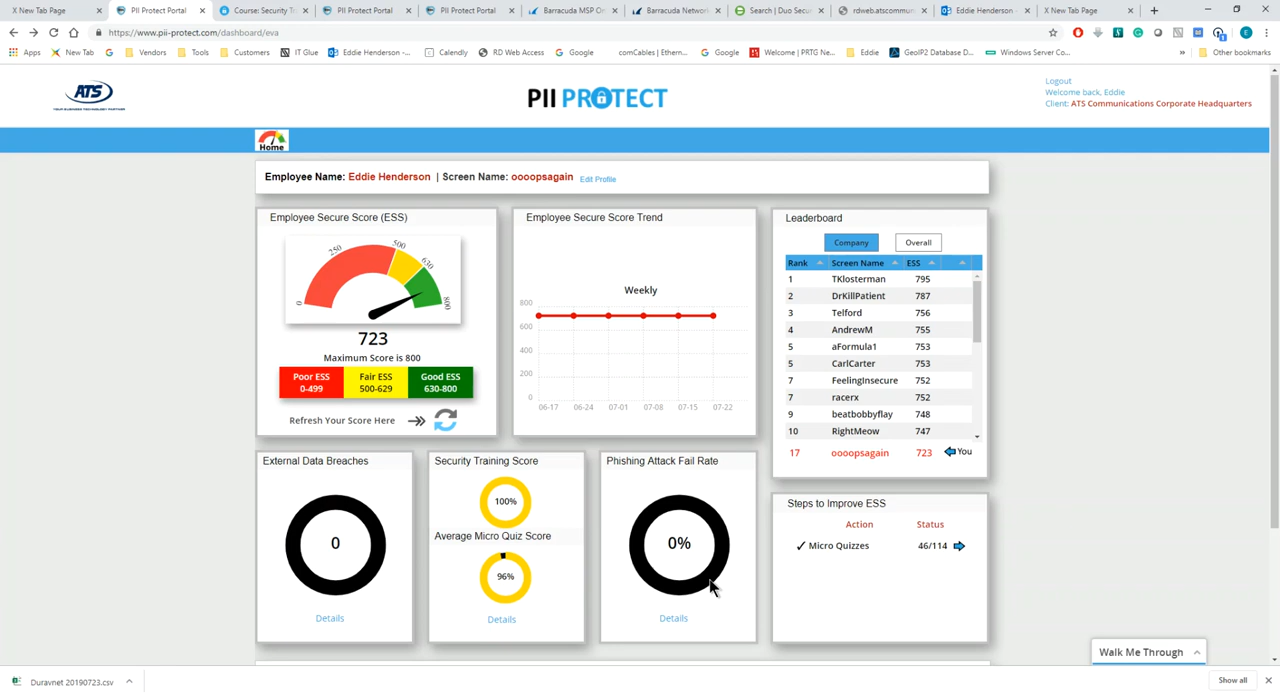 X New Tab Page
PII Protect Portal
Course: Security T
PII Protect Portal
PII Protect Portal
Barracuda MSP On
Barracuda Network
Search | Duo Secu
rdweb.atscommun
Eddie Henderson –
X New Tab Page
https://www.pii-protect.com/dashboard/eva
Apps
New Tab
Vendors
Tools
Customers
IT Glue
Eddie Henderson -...
Calendly
RD Web Access
Google
comCables | Ethern...
Google
Welcome | PRTG Ne...
Eddie
GeoIP2 Database D...
Windows Server Co...
»
Other bookmarks
ATS
YOUR BUSINESS TECHNOLOGY PARTNER
PII PROTECT
Logout
Welcome back, Eddie
Client: ATS Communications Corporate Headquarters
Home
Employee Name: Eddie Henderson | Screen Name: oooopsagain Edit Profile
Employee Secure Score (ESS)
0
250
500
630
800
723
Maximum Score is 800
Poor ESS
0-499
Fair ESS
500-629
Good ESS
630-800
Refresh Your Score Here
Employee Secure Score Trend
Weekly
800
600
400
200
0
06-17 06-24 07-01 07-08 07-15 07-22
Leaderboard
Company Overall
Rank Screen Name ESS
1 TKlosterman 795
2 DrKillPatient 787
3 Telford 756
4 AndrewM 755
5 aFormula1 753
5 CarlCarter 753
7 FeelingInsecure 752
7 racerx 752
9 beatbobbyflay 748
10 RightMeow 747
17 oooopsagain 723 You
External Data Breaches
0
Details
Security Training Score
100%
Average Micro Quiz Score
96%
Details
Phishing Attack Fail Rate
0%
Details
Steps to Improve ESS
Action Status
✓ Micro Quizzes 46/114
Walk Me Through
Duravnet 20190723.csv
Show all